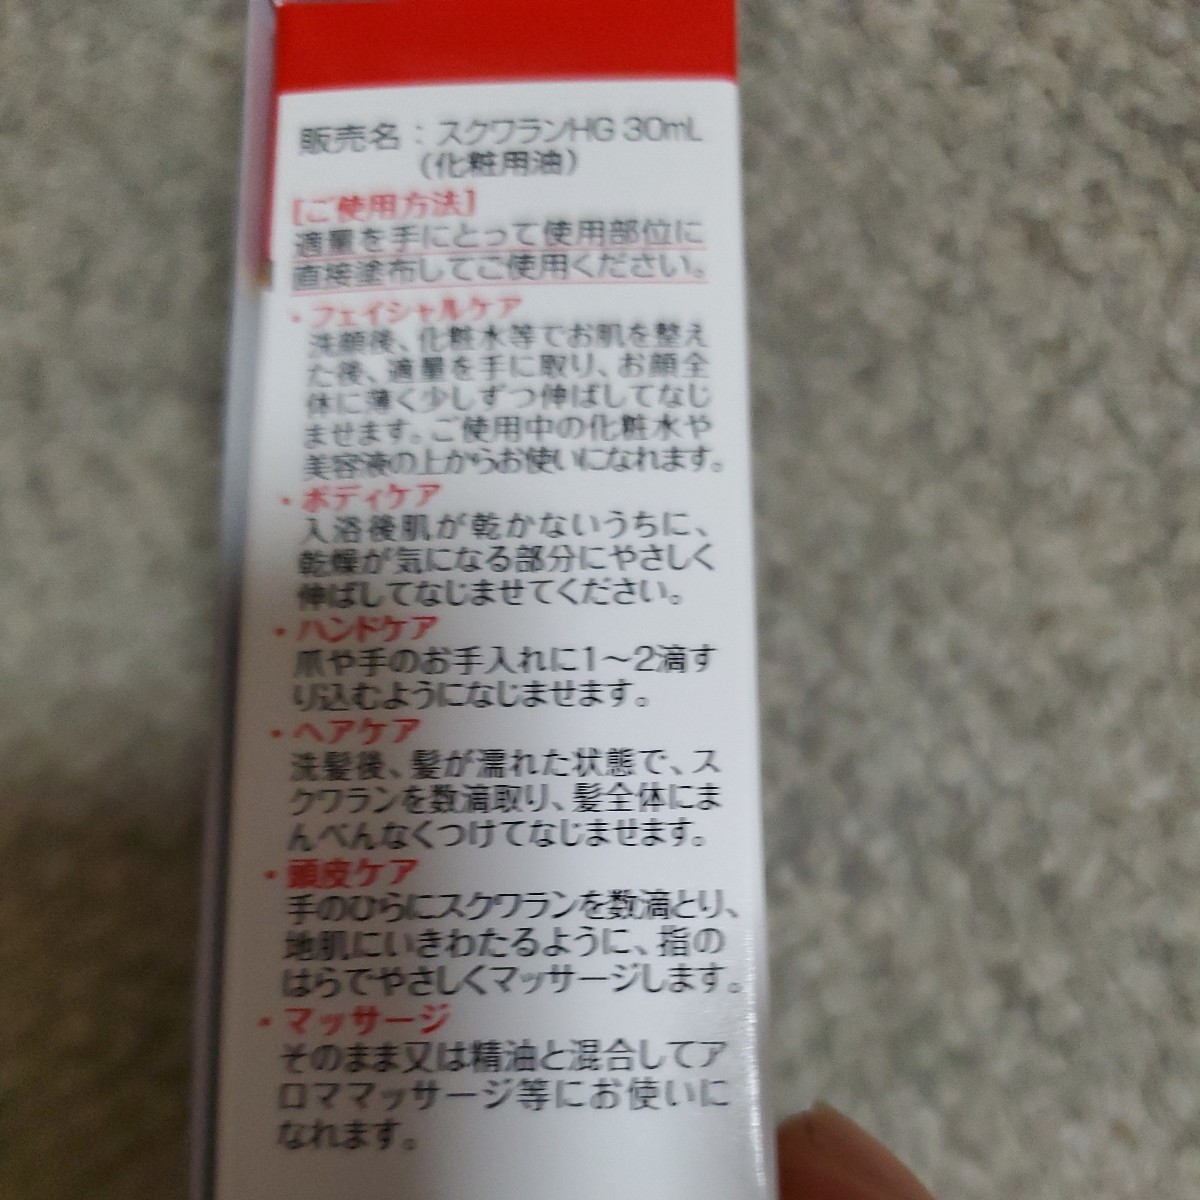 販売名：スクワランHG 30mL
(化粧用油)
[ご使用方法]
適量を手にとって使用部位に
直接塗布してご使用ください。
・フェイシャルケア
洗顔後、化粧水等でお肌を整え
た後、適量を手に取り、お顔全
体に薄く少しずつ伸ばしてなじ
ませます。ご使用中の化粧水や
美容液の上からお使いになれます。
・ボディケア
入浴後肌が乾かないうちに、
乾燥が気になる部分にやさしく
伸ばしてなじませてください。
・ハンドケア
爪や手のお手入れに1～2滴す
り込むようになじませます。
・ヘアケア
洗髪後、髪が濡れた状態で、ス
クワランを数滴取り、髪全体にま
んべんなくつけてなじませます。
・頭皮ケア
手のひらにスクワランを数滴とり、
地肌にいきわたるように、指の
はらでやさしくマッサージします。
・マッサージ
そのまま又は精油と混合してア
ロママッサージ等にお使いに
なれます。